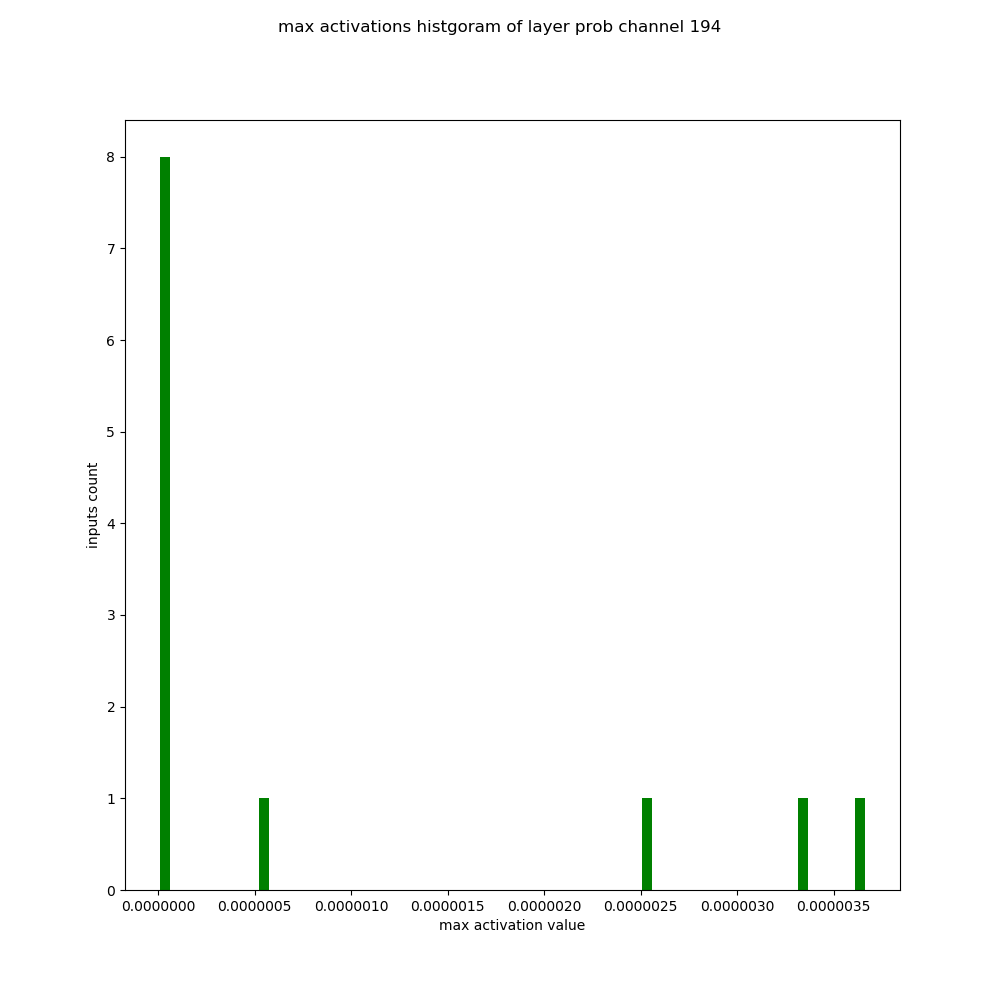 max activations histgoram of layer prob channel 194
8
7
6
5
4
3
2
1
0
inputs count
0.0000000 0.0000005 0.0000010 0.0000015 0.0000020 0.0000025 0.0000030 0.0000035
max activation value